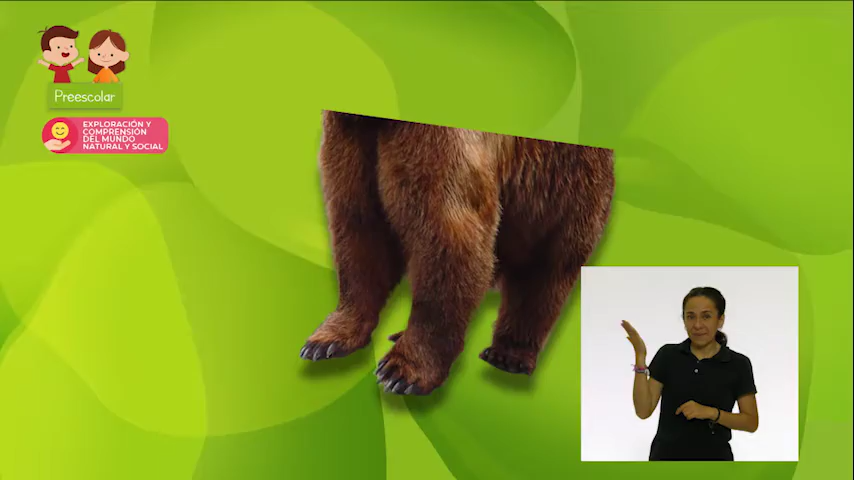 Preescolar
EXPLORACIÓN Y
COMPRENSIÓN
DEL MUNDO
NATURAL Y SOCIAL